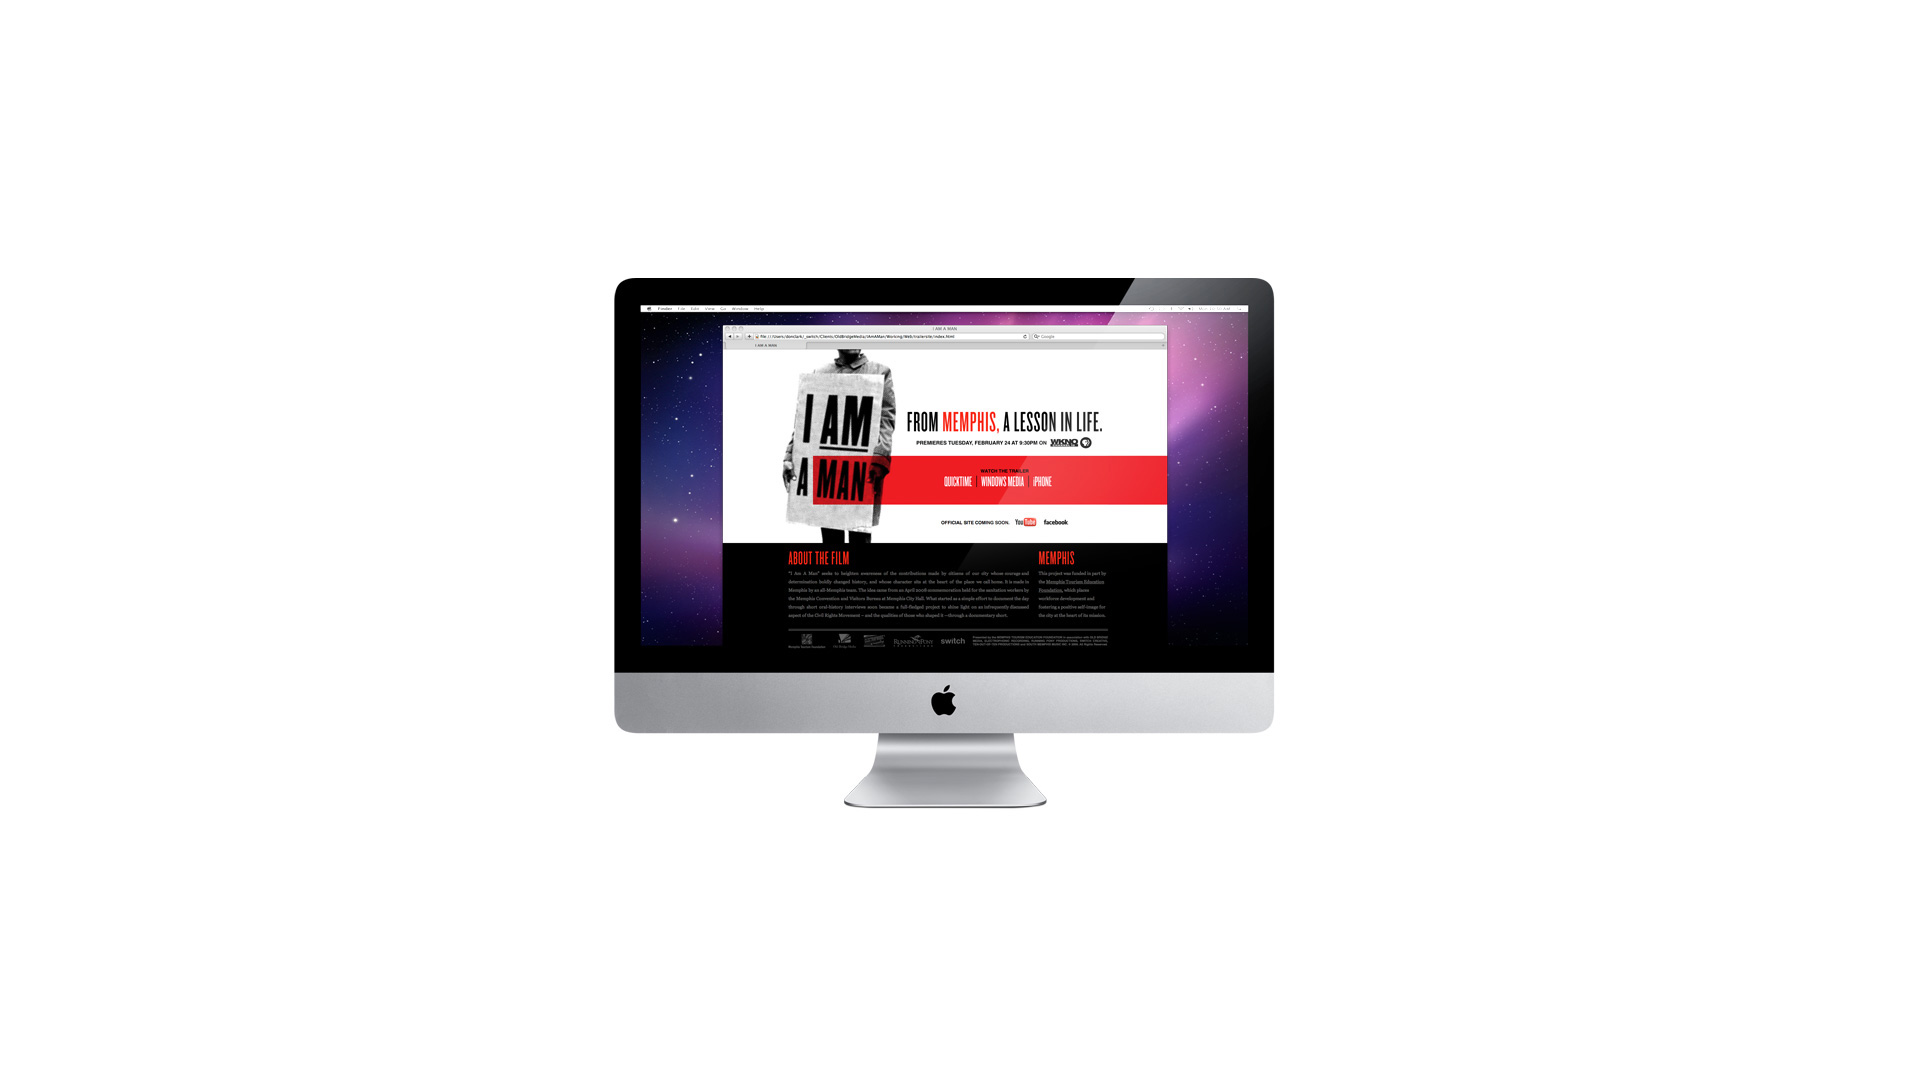 Finder File Edit View Go Window Help
I AM A MAN
file:///Users/donclark/_switch/Clients/OldBridgeMedia/IAmAMan/Working/Web/trailersite/index.html
Google
I AM A MAN
I AM
A MAN
FROM MEMPHIS, A LESSON IN LIFE.
PREMIERES TUESDAY, FEBRUARY 24 AT 9:30PM ON WKNO
WATCH THE TRAILER
QUICKTIME | WINDOWS MEDIA | iPHONE
OFFICIAL SITE COMING SOON. YouTube facebook
ABOUT THE FILM
"I Am A Man" seeks to heighten awareness of the contributions made by citizens of our city whose courage and
determination boldly changed history, and whose character sits at the heart of the place we call home. It is made in
Memphis by an all-Memphis team. The idea came from an April 2008 commemoration held for the sanitation workers by
the Memphis Convention and Visitors Bureau at Memphis City Hall. What started as a simple effort to document the day
through short oral-history interviews soon became a full-fledged project to shine light on an infrequently discussed
aspect of the Civil Rights Movement – and the qualities of those who shaped it – through a documentary short.
MEMPHIS
This project was funded in part by
the Memphis Tourism Education
Foundation, which places
workforce development and
fostering a positive self-image for
the city at the heart of its mission.
Old Bridge Media
RUNNING PONY
switch